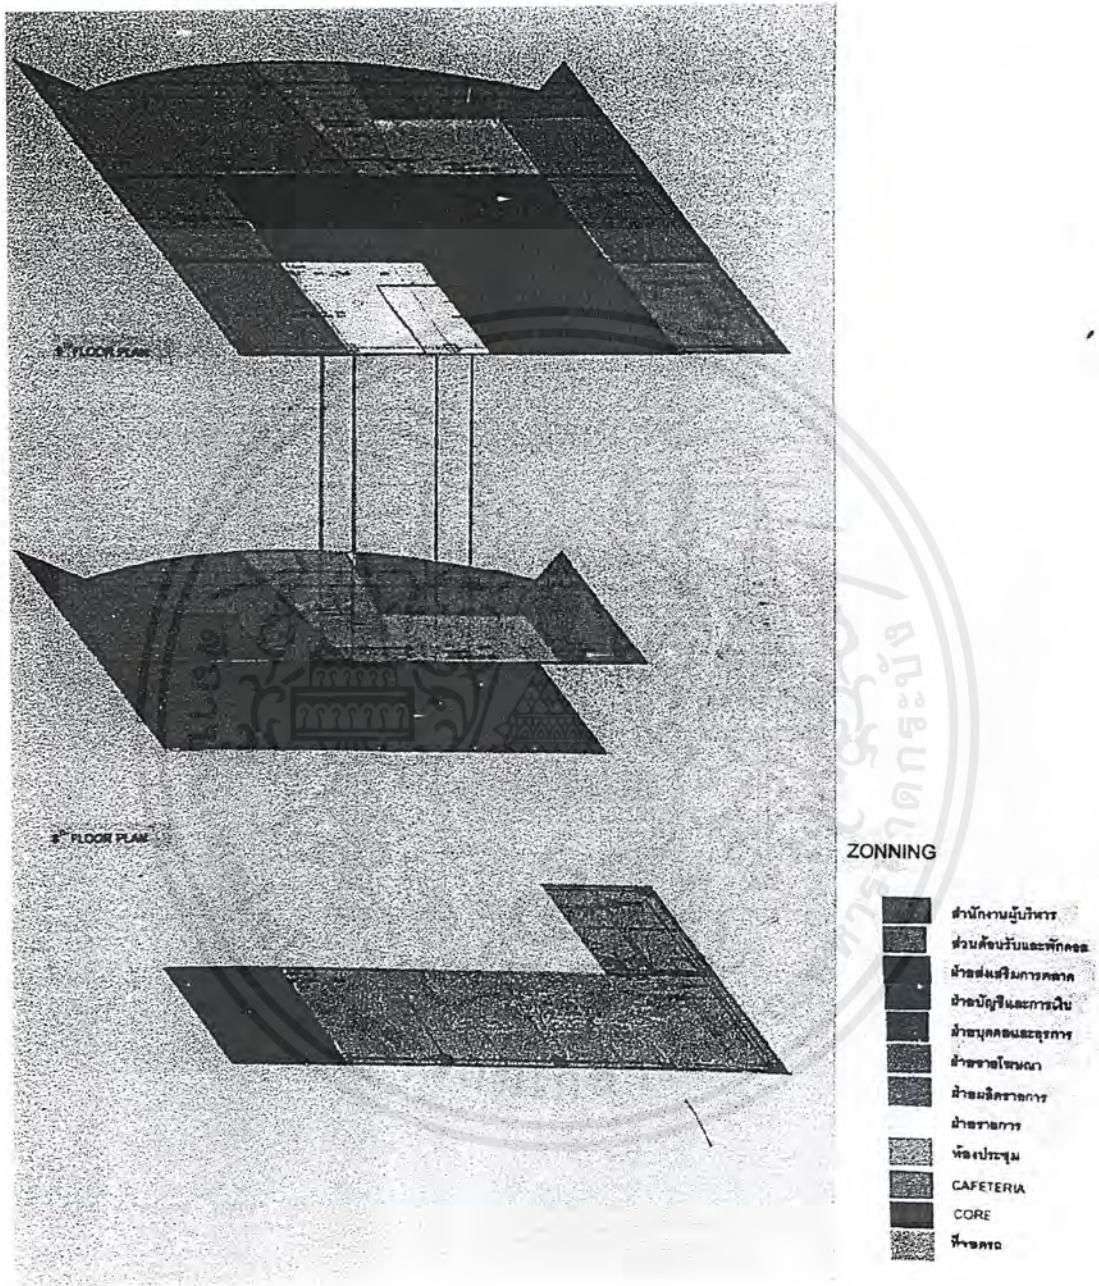 FLOOR PLAN
FLOOR PLAN
ZONNING
สำนักงานผู้บริหาร
ส่วนต้อนรับและพักคอย
ฝ่ายส่งเสริมการตลาด
ฝ่ายบัญชีและการเงิน
ฝ่ายบุคคลและธุรการ
ฝ่ายขายโฆษณา
ฝ่ายผลิตรายการ
ฝ่ายรายการ
ห้องประชุม
CAFETERIA
CORE
ที่จอดรถ